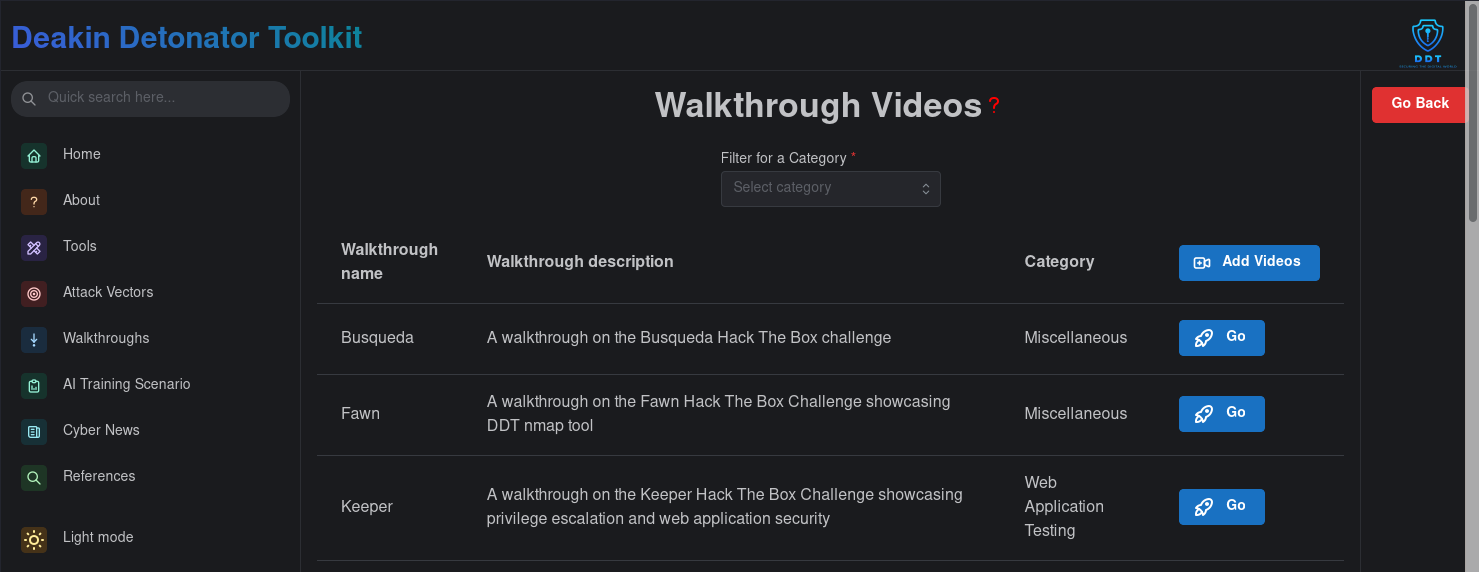 Deakin Detonator Toolkit
DDT
Quick search here...
Home
About
Tools
Attack Vectors
Walkthroughs
AI Training Scenario
Cyber News
References
Light mode
Walkthrough Videos ?
Go Back
Filter for a Category *
Select category
Walkthrough
name
Walkthrough description
Category
Add Videos
Busqueda
A walkthrough on the Busqueda Hack The Box challenge
Miscellaneous
Go
Fawn
A walkthrough on the Fawn Hack The Box Challenge showcasing
DDT nmap tool
Miscellaneous
Go
Keeper
A walkthrough on the Keeper Hack The Box Challenge showcasing
privilege escalation and web application security
Web
Application
Testing
Go